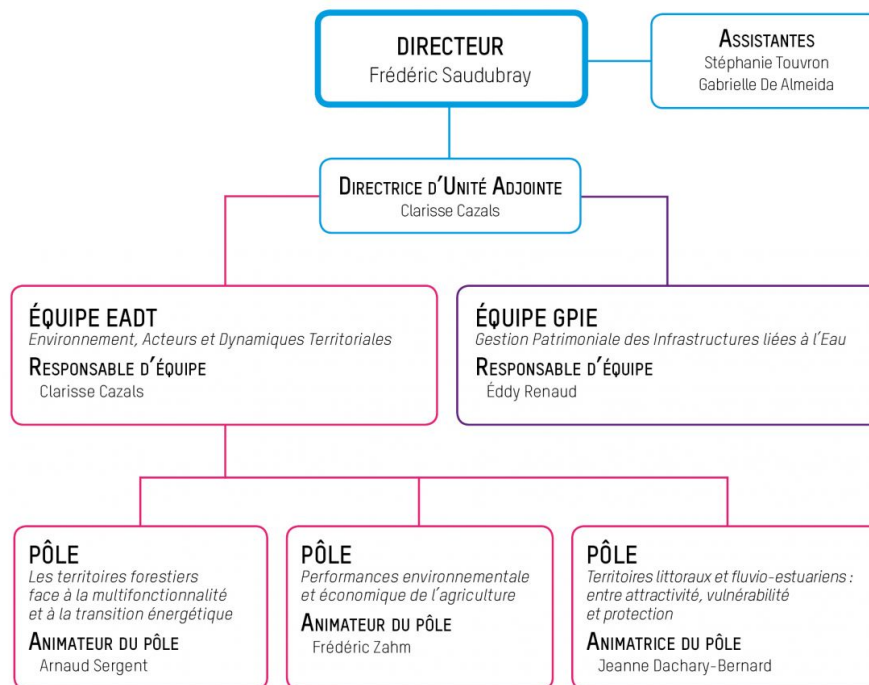 DIRECTEUR
Frédéric Saudubray
Assistantes
Stéphanie Touvron
Gabrielle De Almeida
Directrice d'Unité Adjointe
Clarisse Cazals
ÉQUIPE EADT
Environnement, Acteurs et Dynamiques Territoriales
Responsable d'équipe
Clarisse Cazals
ÉQUIPE GPIE
Gestion Patrimoniale des Infrastructures liées à l'Eau
Responsable d'équipe
Éddy Renaud
PÔLE
Les territoires forestiers
face à la multifonctionnalité
et à la transition énergétique
Animateur du pôle
Arnaud Sergent
PÔLE
Performances environnementale
et économique de l'agriculture
Animateur du pôle
Frédéric Zahm
PÔLE
Territoires littoraux et fluvio-estuariens :
entre attractivité, vulnérabilité
et protection
Animatrice du pôle
Jeanne Dachary-Bernard